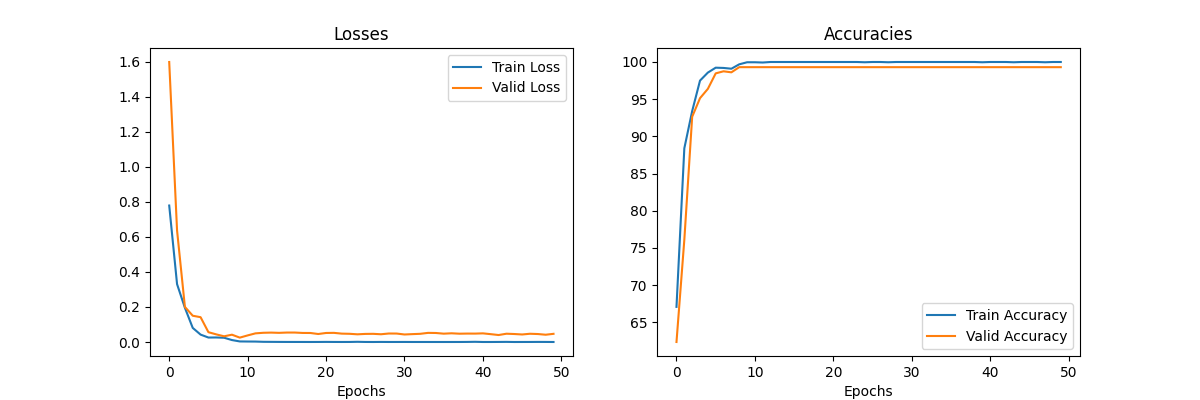 Losses
1.6
1.4
1.2
1.0
0.8
0.6
0.4
0.2
0.0
0 10 20 30 40 50
Epochs
Train Loss
Valid Loss
Accuracies
100
95
90
85
80
75
70
65
0 10 20 30 40 50
Epochs
Train Accuracy
Valid Accuracy